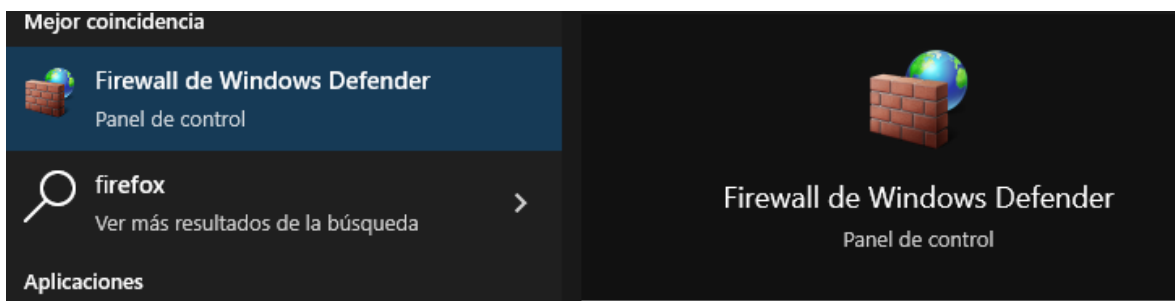 Mejor coincidencia
Firewall de Windows Defender
Panel de control
firefox
Ver más resultados de la búsqueda
Aplicaciones
Firewall de Windows Defender
Panel de control